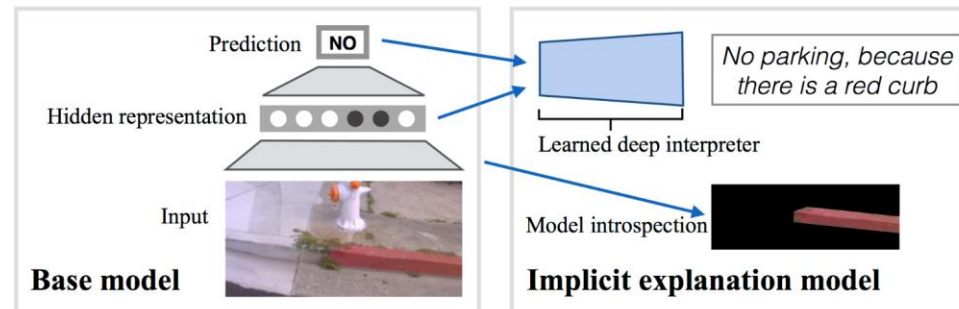 Prediction
NO
Hidden representation
Input
Base model
No parking, because
there is a red curb
Learned deep interpreter
Model introspection
Implicit explanation model